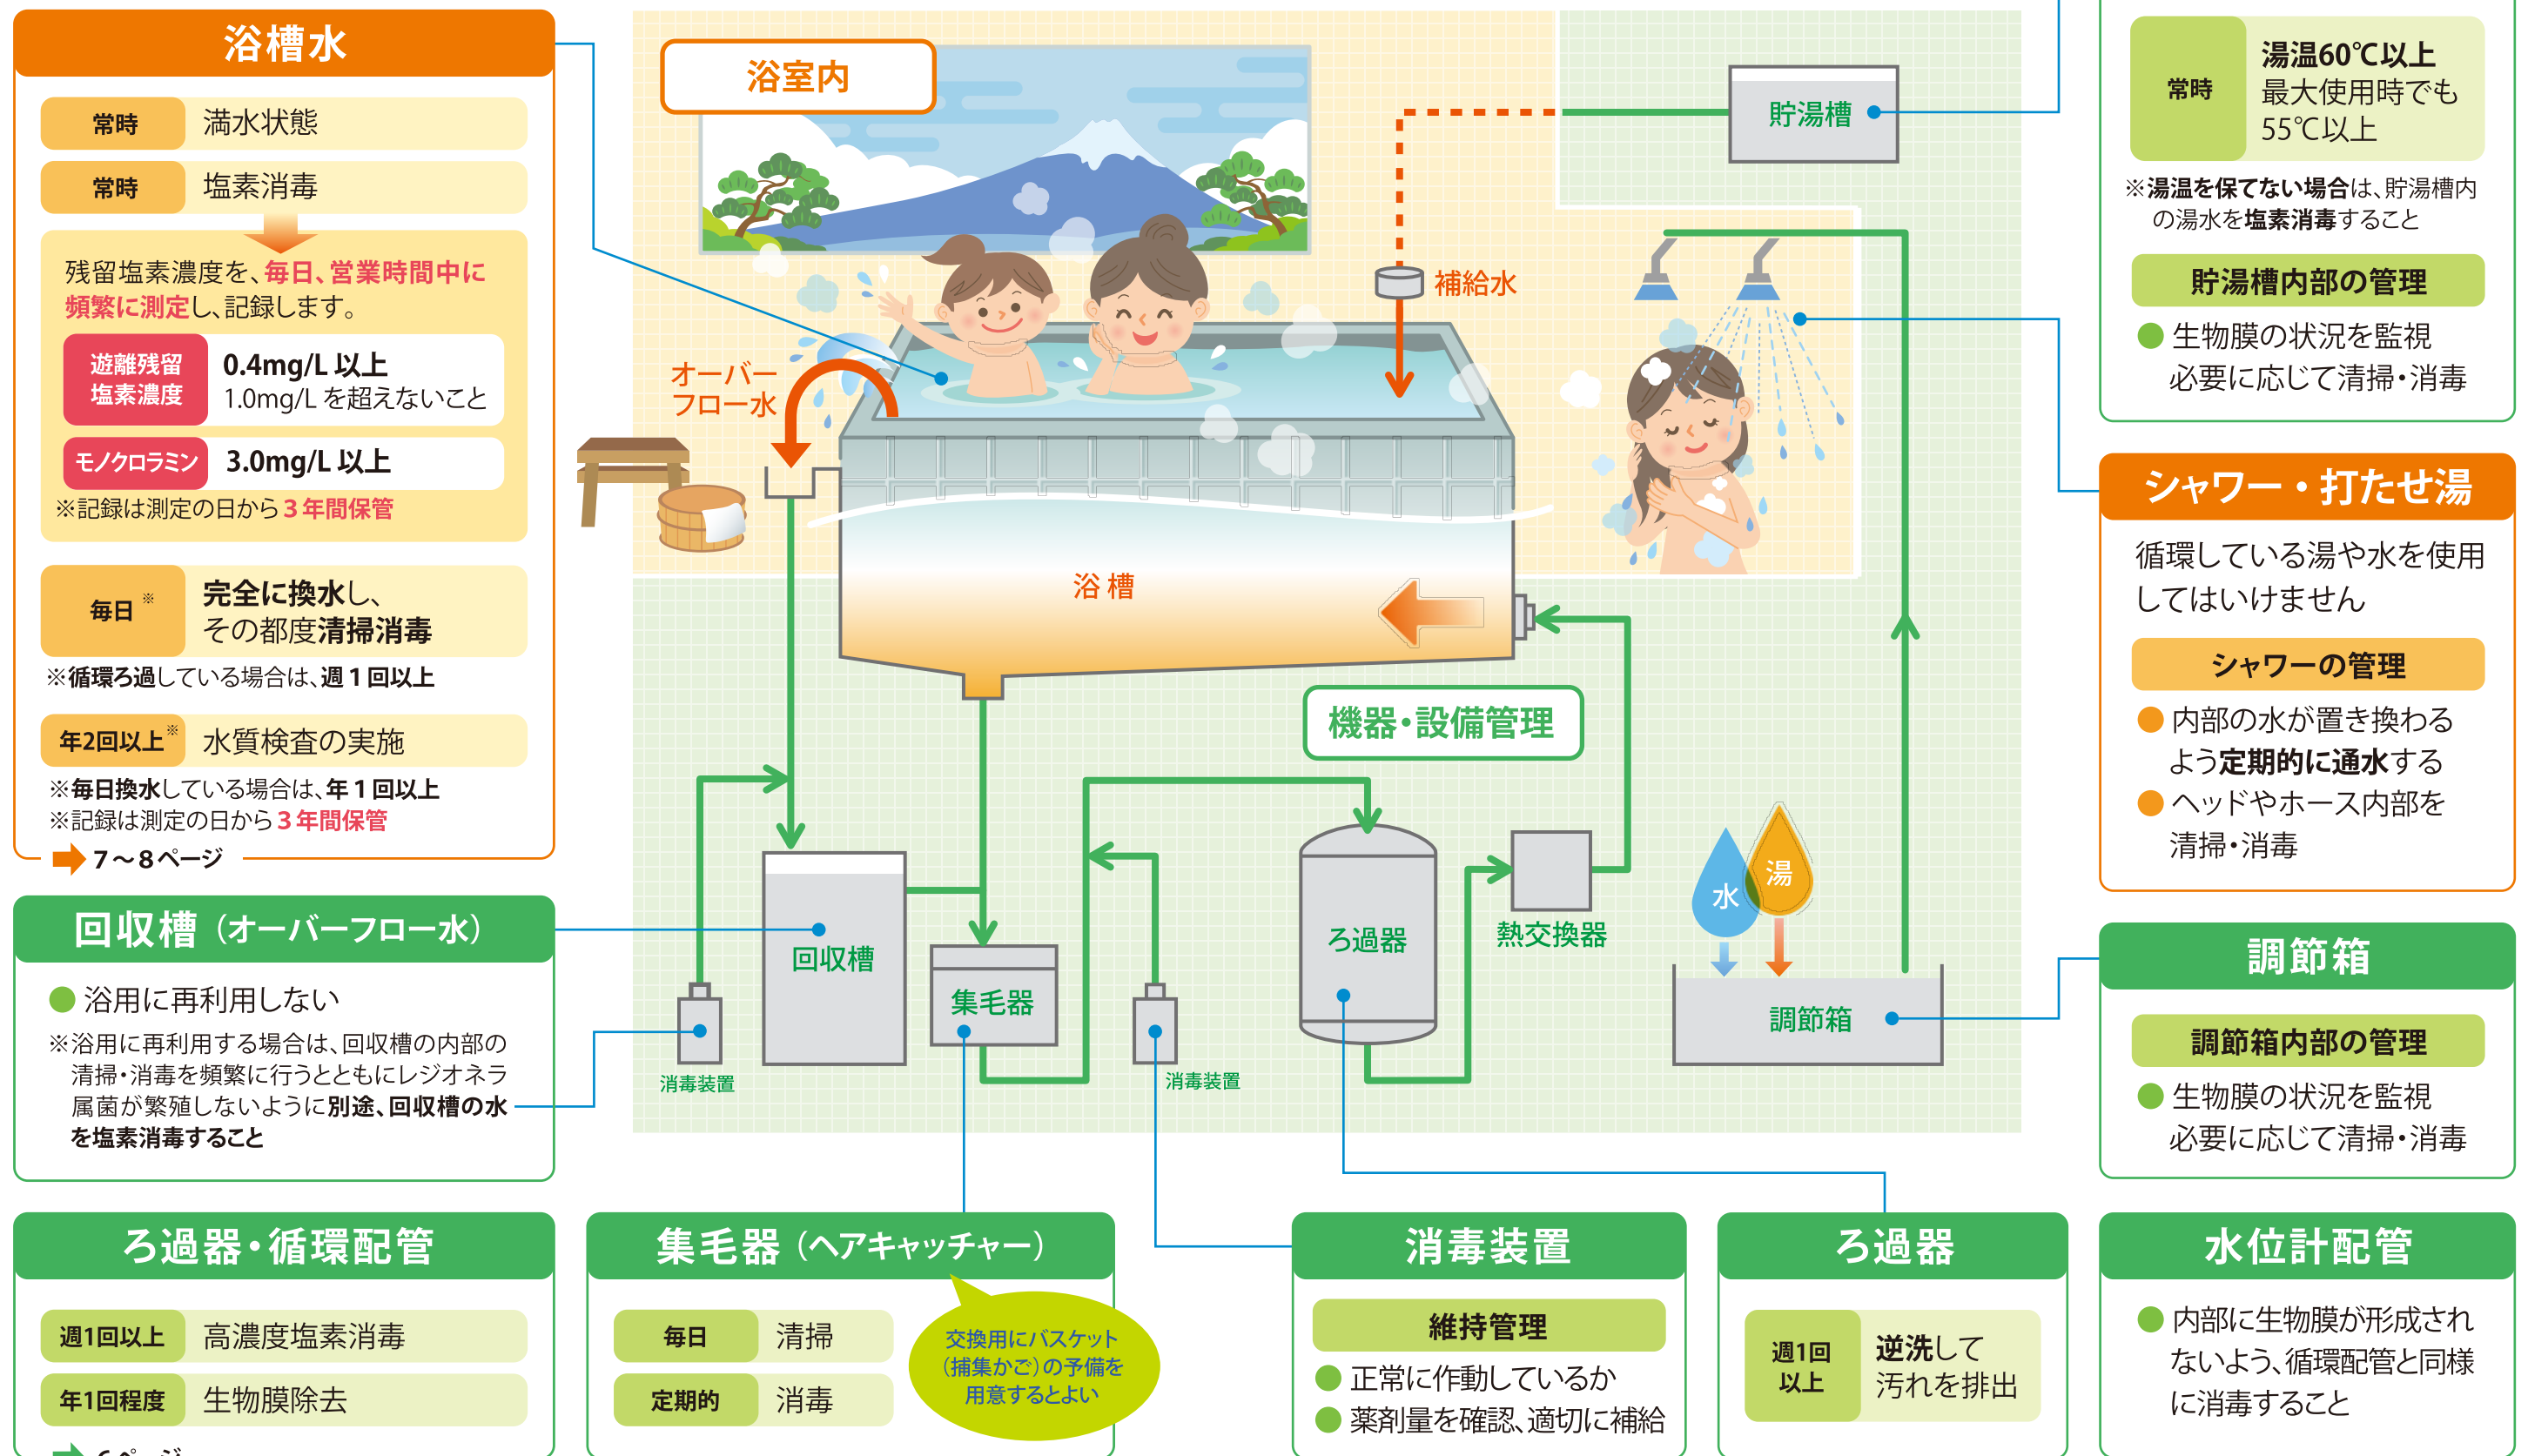 浴槽水
常時 満水状態
常時 塩素消毒
残留塩素濃度を、毎日、営業時間中に
頻繁に測定し、記録します。
遊離残留
塩素濃度
0.4mg/L 以上
1.0mg/L を超えないこと
モノクロラミン 3.0mg/L 以上
※記録は測定の日から3年間保管
毎日※
完全に換水し、
その都度清掃消毒
※循環ろ過している場合は、週1回以上
年2回以上※ 水質検査の実施
※毎日換水している場合は、年1回以上
※記録は測定の日から3年間保管
7～8ページ
回収槽（オーバーフロー水）
浴用に再利用しない
※浴用に再利用する場合は、回収槽の内部の
清掃・消毒を頻繁に行うとともにレジオネラ
属菌が繁殖しないように別途、回収槽の水
を塩素消毒すること
ろ過器・循環配管
週1回以上 高濃度塩素消毒
年1回程度 生物膜除去
浴室内
貯湯槽
補給水
オーバー
フロー水
浴槽
機器・設備管理
回収槽
集毛器
消毒装置
消毒装置
ろ過器
熱交換器
水
湯
調節箱
集毛器（ヘアキャッチャー）
毎日 清掃
定期的 消毒
交換用にバスケット
（捕集かご）の予備を
用意するとよい
消毒装置
維持管理
正常に作動しているか
薬剤量を確認、適切に補給
ろ過器
週1回
以上
逆洗して
汚れを排出
常時
湯温60℃以上
最大使用時でも
55℃以上
※湯温を保てない場合は、貯湯槽内
の湯水を塩素消毒すること
貯湯槽内部の管理
生物膜の状況を監視
必要に応じて清掃・消毒
シャワー・打たせ湯
循環している湯や水を使用
してはいけません
シャワーの管理
内部の水が置き換わる
よう定期的に通水する
ヘッドやホース内部を
清掃・消毒
調節箱
調節箱内部の管理
生物膜の状況を監視
必要に応じて清掃・消毒
水位計配管
内部に生物膜が形成され
ないよう、循環配管と同様
に消毒すること